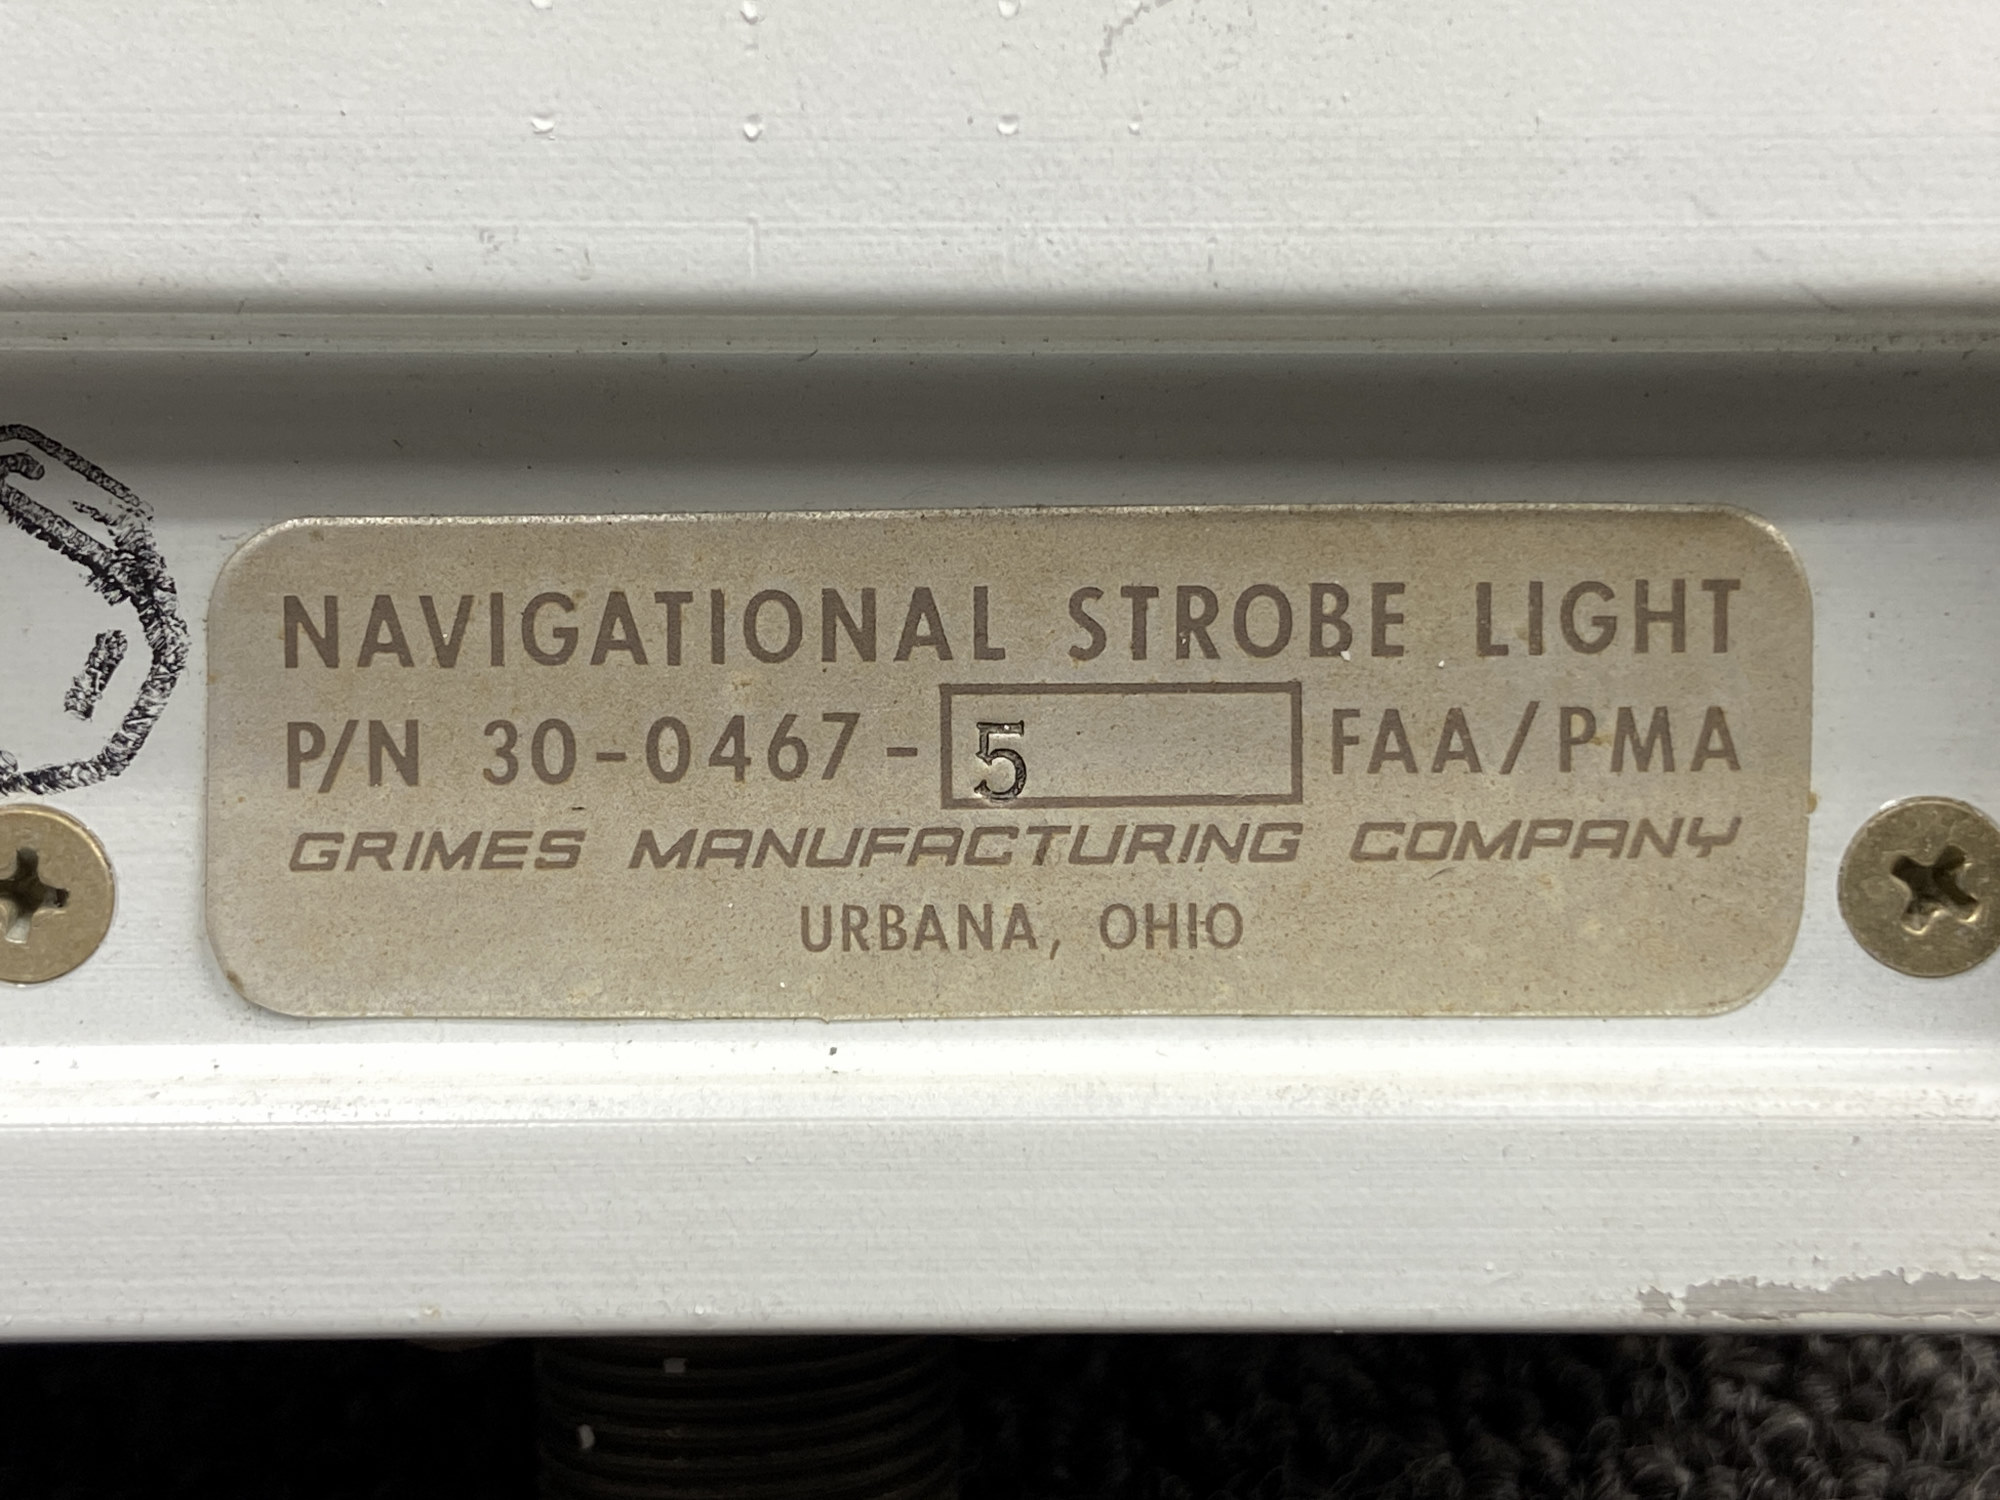 NAVIGATIONAL STROBE LIGHT
P/N 30-0467-5 FAA/PMA
GRIMES MANUFACTURING COMPANY
URBANA, OHIO